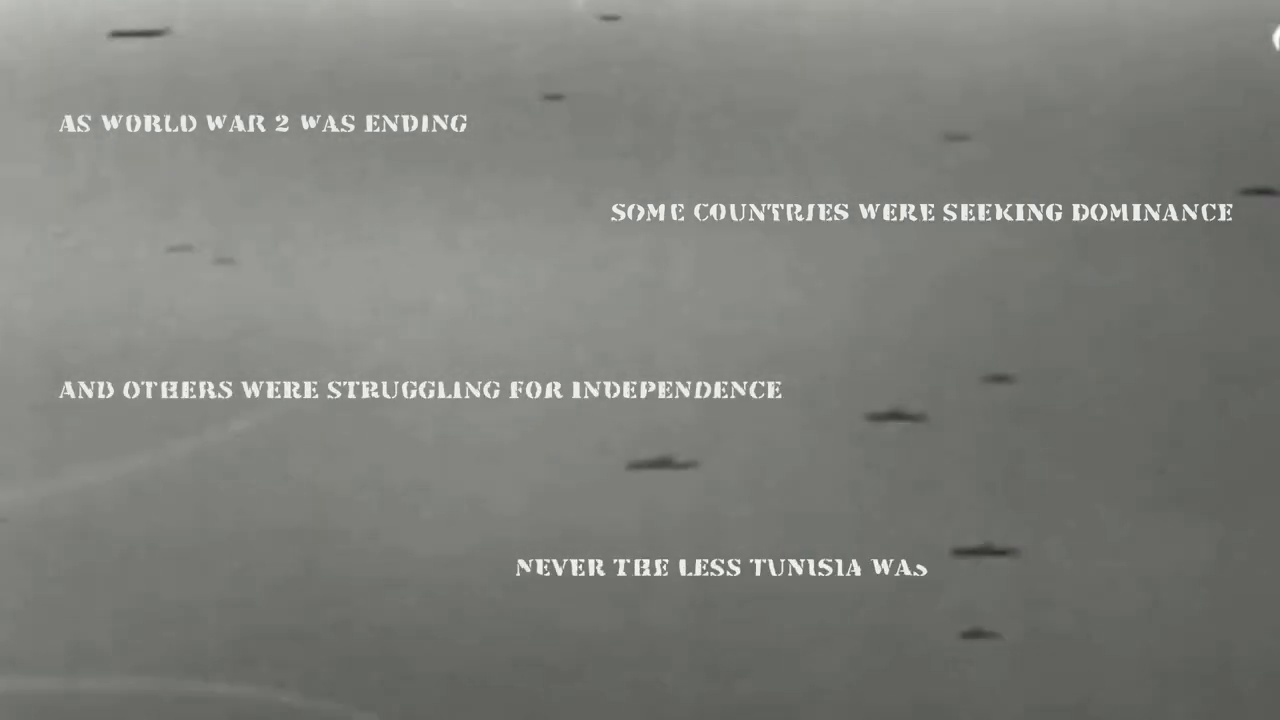 AS WORLD WAR 2 WAS ENDING
SOME COUNTRIES WERE SEEKING DOMINANCE
AND OTHERS WERE STRUGGLING FOR INDEPENDENCE
NEVER THE LESS TUNISIA WAS